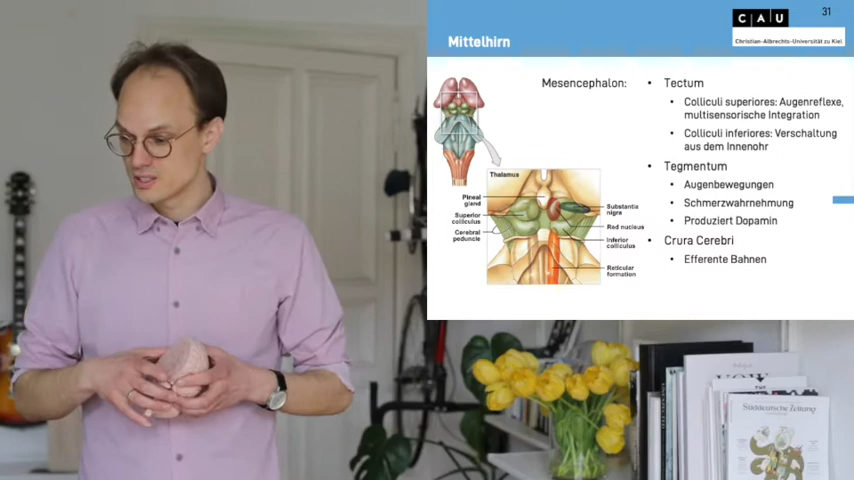 31
CAU
Christian-Albrechts-Universität zu Kiel
Mittelhirn
Mesencephalon:
• Tectum
• Colliculi superiores: Augenreflexe,
multisensorische Integration
• Colliculi inferiores: Verschaltung
aus dem Innenohr
• Tegmentum
• Augenbewegungen
• Schmerzwahrnehmung
• Produziert Dopamin
• Crura Cerebri
• Efferente Bahnen
Thalamus
Pineal
gland
Superior
colliculus
Cerebral
peduncle
Substantia
nigra
Red nucleus
Inferior
colliculus
Reticular
formation
Süddeutsche Zeitung